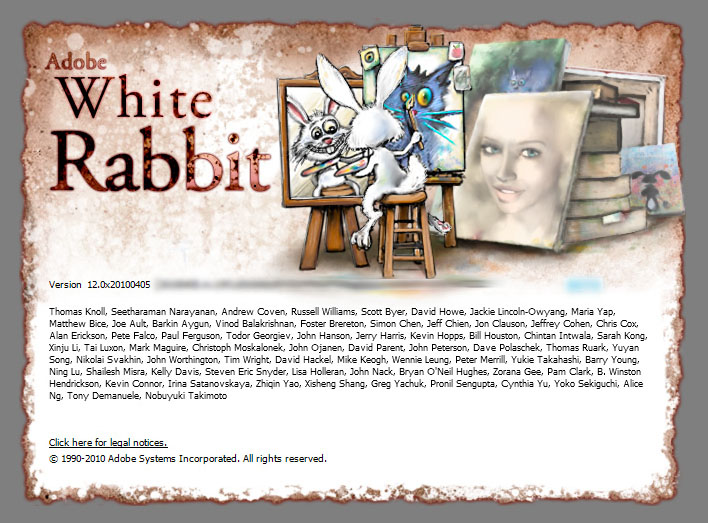 Adobe
White
Rabbit
Version 12.0x20100405
Thomas Knoll, Seetharaman Narayanan, Andrew Coven, Russell Williams, Scott Byer, David Howe, Jackie Lincoln-Owyang, Maria Yap,
Matthew Bice, Joe Ault, Barkin Aygun, Vinod Balakrishnan, Foster Brereton, Simon Chen, Jeff Chien, Jon Clauson, Jeffrey Cohen, Chris Cox,
Alan Erickson, Pete Falco, Paul Ferguson, Todor Georgiev, John Hanson, Jerry Harris, Kevin Hopps, Bill Houston, Chintan Intwala, Sarah Kong,
Xinju Li, Tai Luxon, Mark Maguire, Christoph Moskalonek, John Ojanen, David Parent, John Peterson, Dave Polaschek, Thomas Ruark, Yuyan
Song, Nikolai Svakhin, John Worthington, Tim Wright, David Hackel, Mike Keogh, Wennie Leung, Peter Merrill, Yukie Takahashi, Barry Young,
Ning Lu, Shailesh Misra, Kelly Davis, Steven Eric Snyder, Lisa Holleran, John Nack, Bryan O'Neil Hughes, Zorana Gee, Pam Clark, B. Winston
Hendrickson, Kevin Connor, Irina Satanovskaya, Zhiqin Yao, Xisheng Shang, Greg Yachuk, Pronil Sengupta, Cynthia Yu, Yoko Sekiguchi, Alice
Ng, Tony Demanuele, Nobuyuki Takimoto
Click here for legal notices.
© 1990-2010 Adobe Systems Incorporated. All rights reserved.